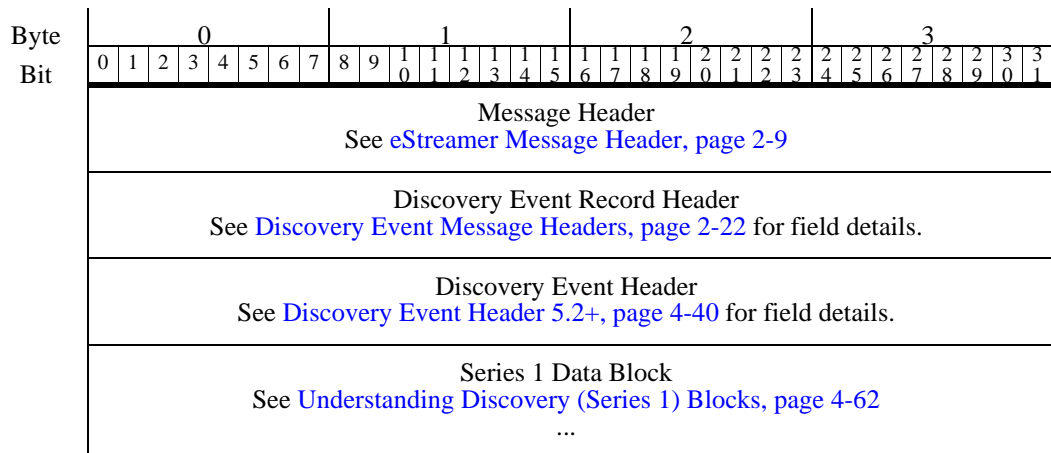 Byte 0 1 2 3
Bit 0 1 2 3 4 5 6 7 8 9 10 11 12 13 14 15 16 17 18 19 20 21 22 23 24 25 26 27 28 29 30 31
Message Header
See eStreamer Message Header, page 2-9
Discovery Event Record Header
See Discovery Event Message Headers, page 2-22 for field details.
Discovery Event Header
See Discovery Event Header 5.2+, page 4-40 for field details.
Series 1 Data Block
See Understanding Discovery (Series 1) Blocks, page 4-62
...